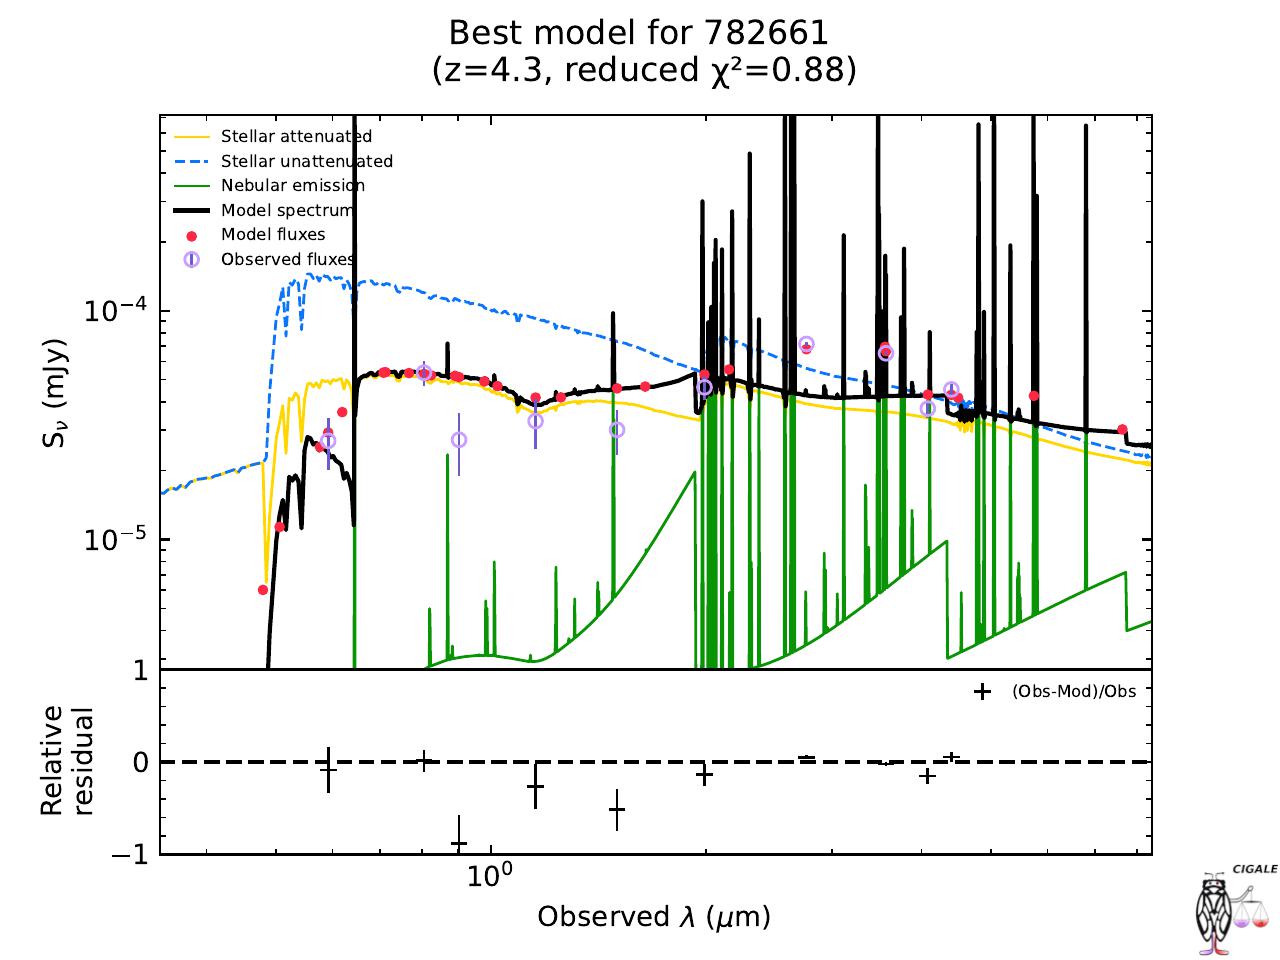 Best model for 782661
(z=4.3, reduced χ²=0.88)
Stellar attenuated
Stellar unattenuated
Nebular emission
Model spectrum
Model fluxes
Observed fluxes
10⁻⁴
10⁻⁵
S_ν (mJy)
1
0
−1
Relative
residual
(Obs-Mod)/Obs
10⁰
Observed λ (μm)
CIGALE